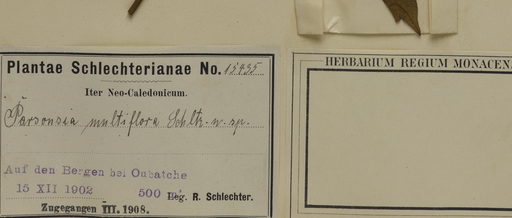 Plantae Schlechterianae No. 15435
HERBARIUM REGIUM MONACEN
Iter Neo-Caledonicum.
Parsonsia multiflora Schltr. n. sp.
Auf den Bergen bei Oubatche
15 XII 1902 500 m Leg. R. Schlechter.
Zugegangen III. 1908.